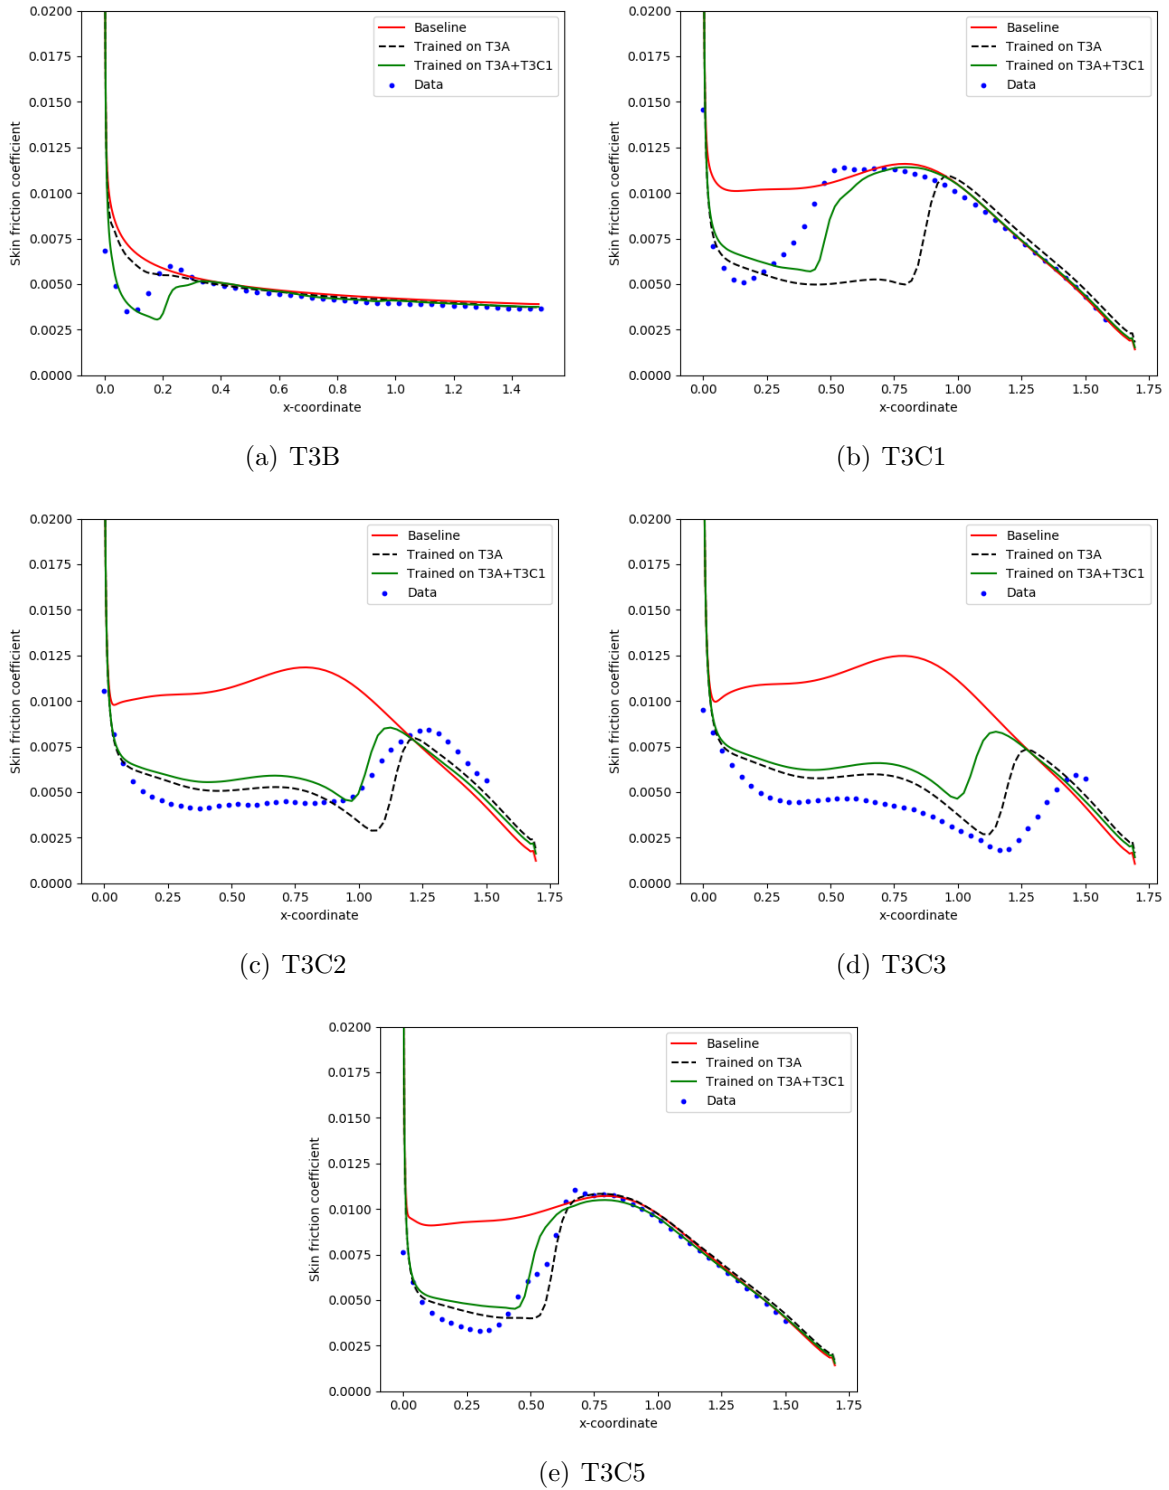 0.0200
0.0175
0.0150
0.0125
0.0100
0.0075
0.0050
0.0025
0.0000
Skin friction coefficient
Baseline
Trained on T3A
Trained on T3A+T3C1
Data
0.0 0.2 0.4 0.6 0.8 1.0 1.2 1.4
x-coordinate
(a) T3B
0.0200
0.0175
0.0150
0.0125
0.0100
0.0075
0.0050
0.0025
0.0000
Skin friction coefficient
Baseline
Trained on T3A
Trained on T3A+T3C1
Data
0.00 0.25 0.50 0.75 1.00 1.25 1.50 1.75
x-coordinate
(b) T3C1
0.0200
0.0175
0.0150
0.0125
0.0100
0.0075
0.0050
0.0025
0.0000
Skin friction coefficient
Baseline
Trained on T3A
Trained on T3A+T3C1
Data
0.00 0.25 0.50 0.75 1.00 1.25 1.50 1.75
x-coordinate
(c) T3C2
0.0200
0.0175
0.0150
0.0125
0.0100
0.0075
0.0050
0.0025
0.0000
Skin friction coefficient
Baseline
Trained on T3A
Trained on T3A+T3C1
Data
0.00 0.25 0.50 0.75 1.00 1.25 1.50 1.75
x-coordinate
(d) T3C3
0.0200
0.0175
0.0150
0.0125
0.0100
0.0075
0.0050
0.0025
0.0000
Skin friction coefficient
Baseline
Trained on T3A
Trained on T3A+T3C1
Data
0.00 0.25 0.50 0.75 1.00 1.25 1.50 1.75
x-coordinate
(e) T3C5